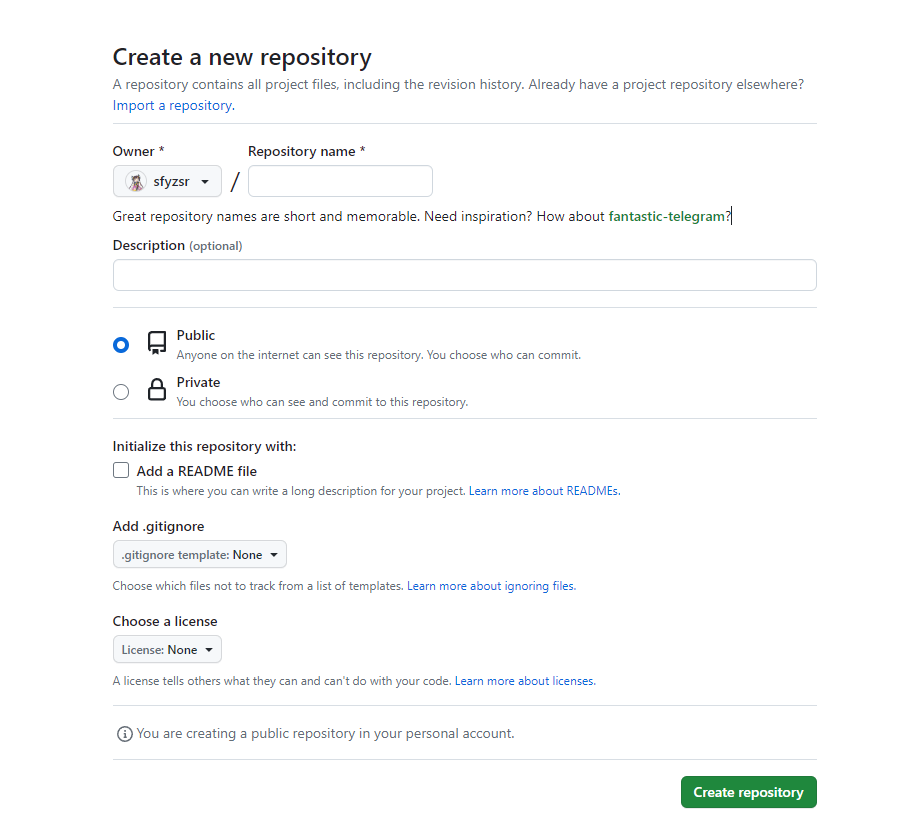 Create a new repository
A repository contains all project files, including the revision history. Already have a project repository elsewhere?
Import a repository.
Owner * Repository name *
sfyzsr /
Great repository names are short and memorable. Need inspiration? How about fantastic-telegram?
Description (optional)
Public
Anyone on the internet can see this repository. You choose who can commit.
Private
You choose who can see and commit to this repository.
Initialize this repository with:
Add a README file
This is where you can write a long description for your project. Learn more about READMEs.
Add .gitignore
.gitignore template: None
Choose which files not to track from a list of templates. Learn more about ignoring files.
Choose a license
License: None
A license tells others what they can and can't do with your code. Learn more about licenses.
You are creating a public repository in your personal account.
Create repository